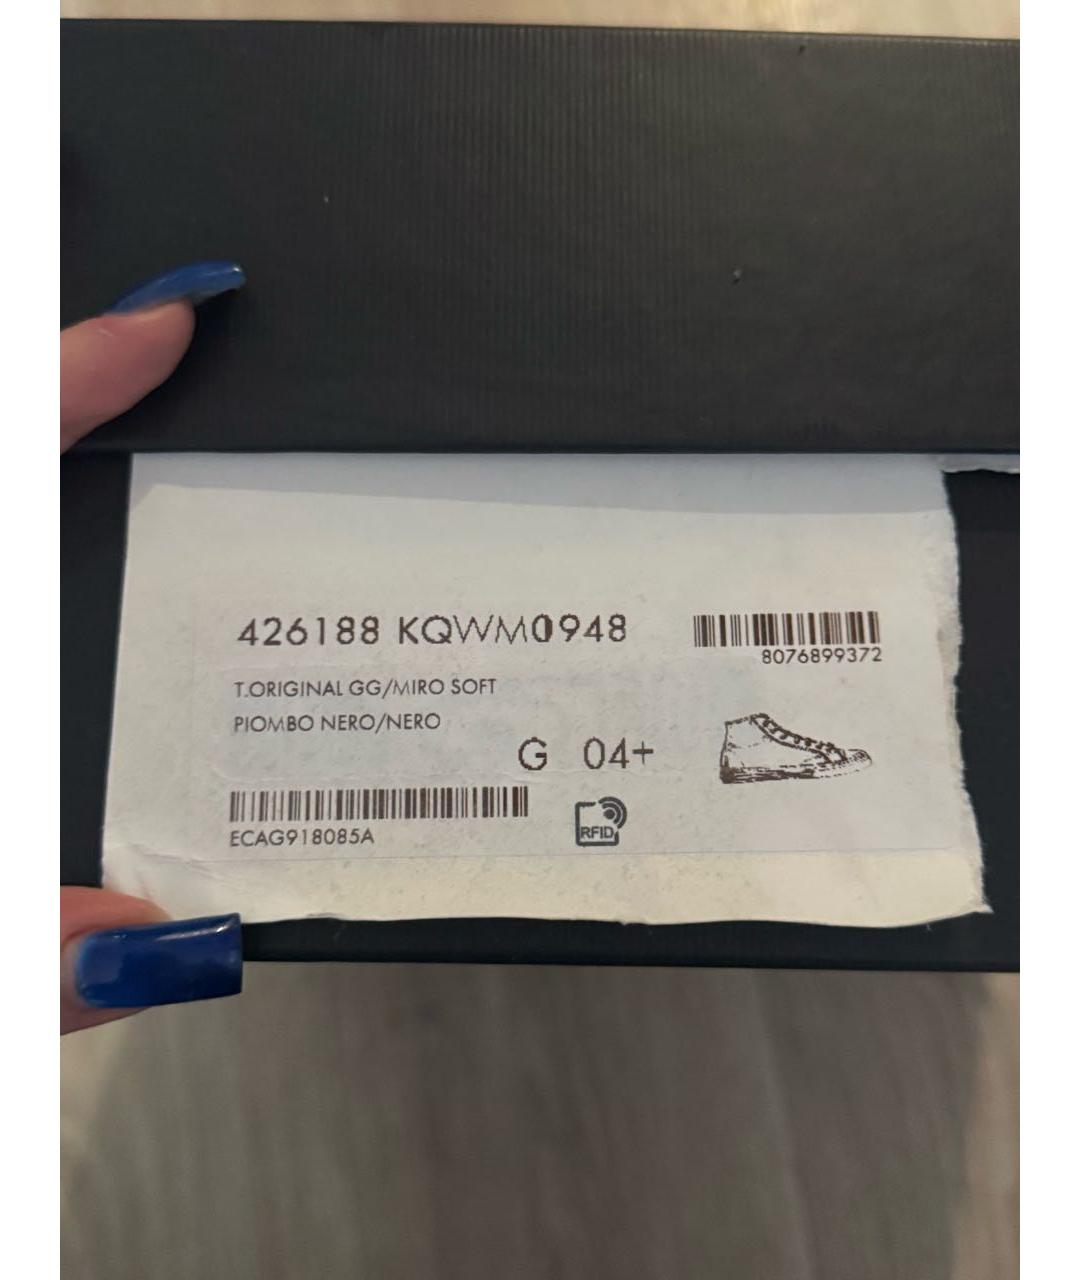 426188 KQWM0948
8076899372
T.ORIGINAL GG/MIRO SOFT
PIOMBO NERO/NERO
G 04+
ECAG918085A
RFID